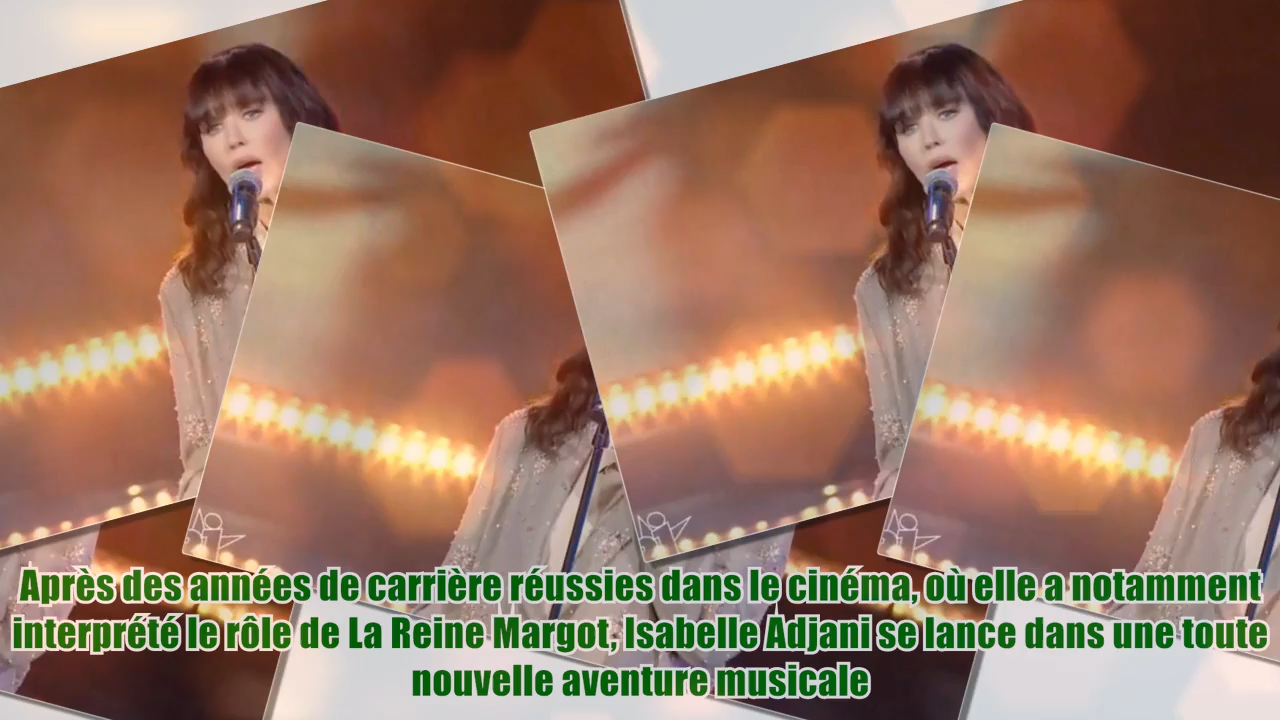 Après des années de carrière réussies dans le cinéma, où elle a notamment
interprété le rôle de La Reine Margot, Isabelle Adjani se lance dans une toute
nouvelle aventure musicale